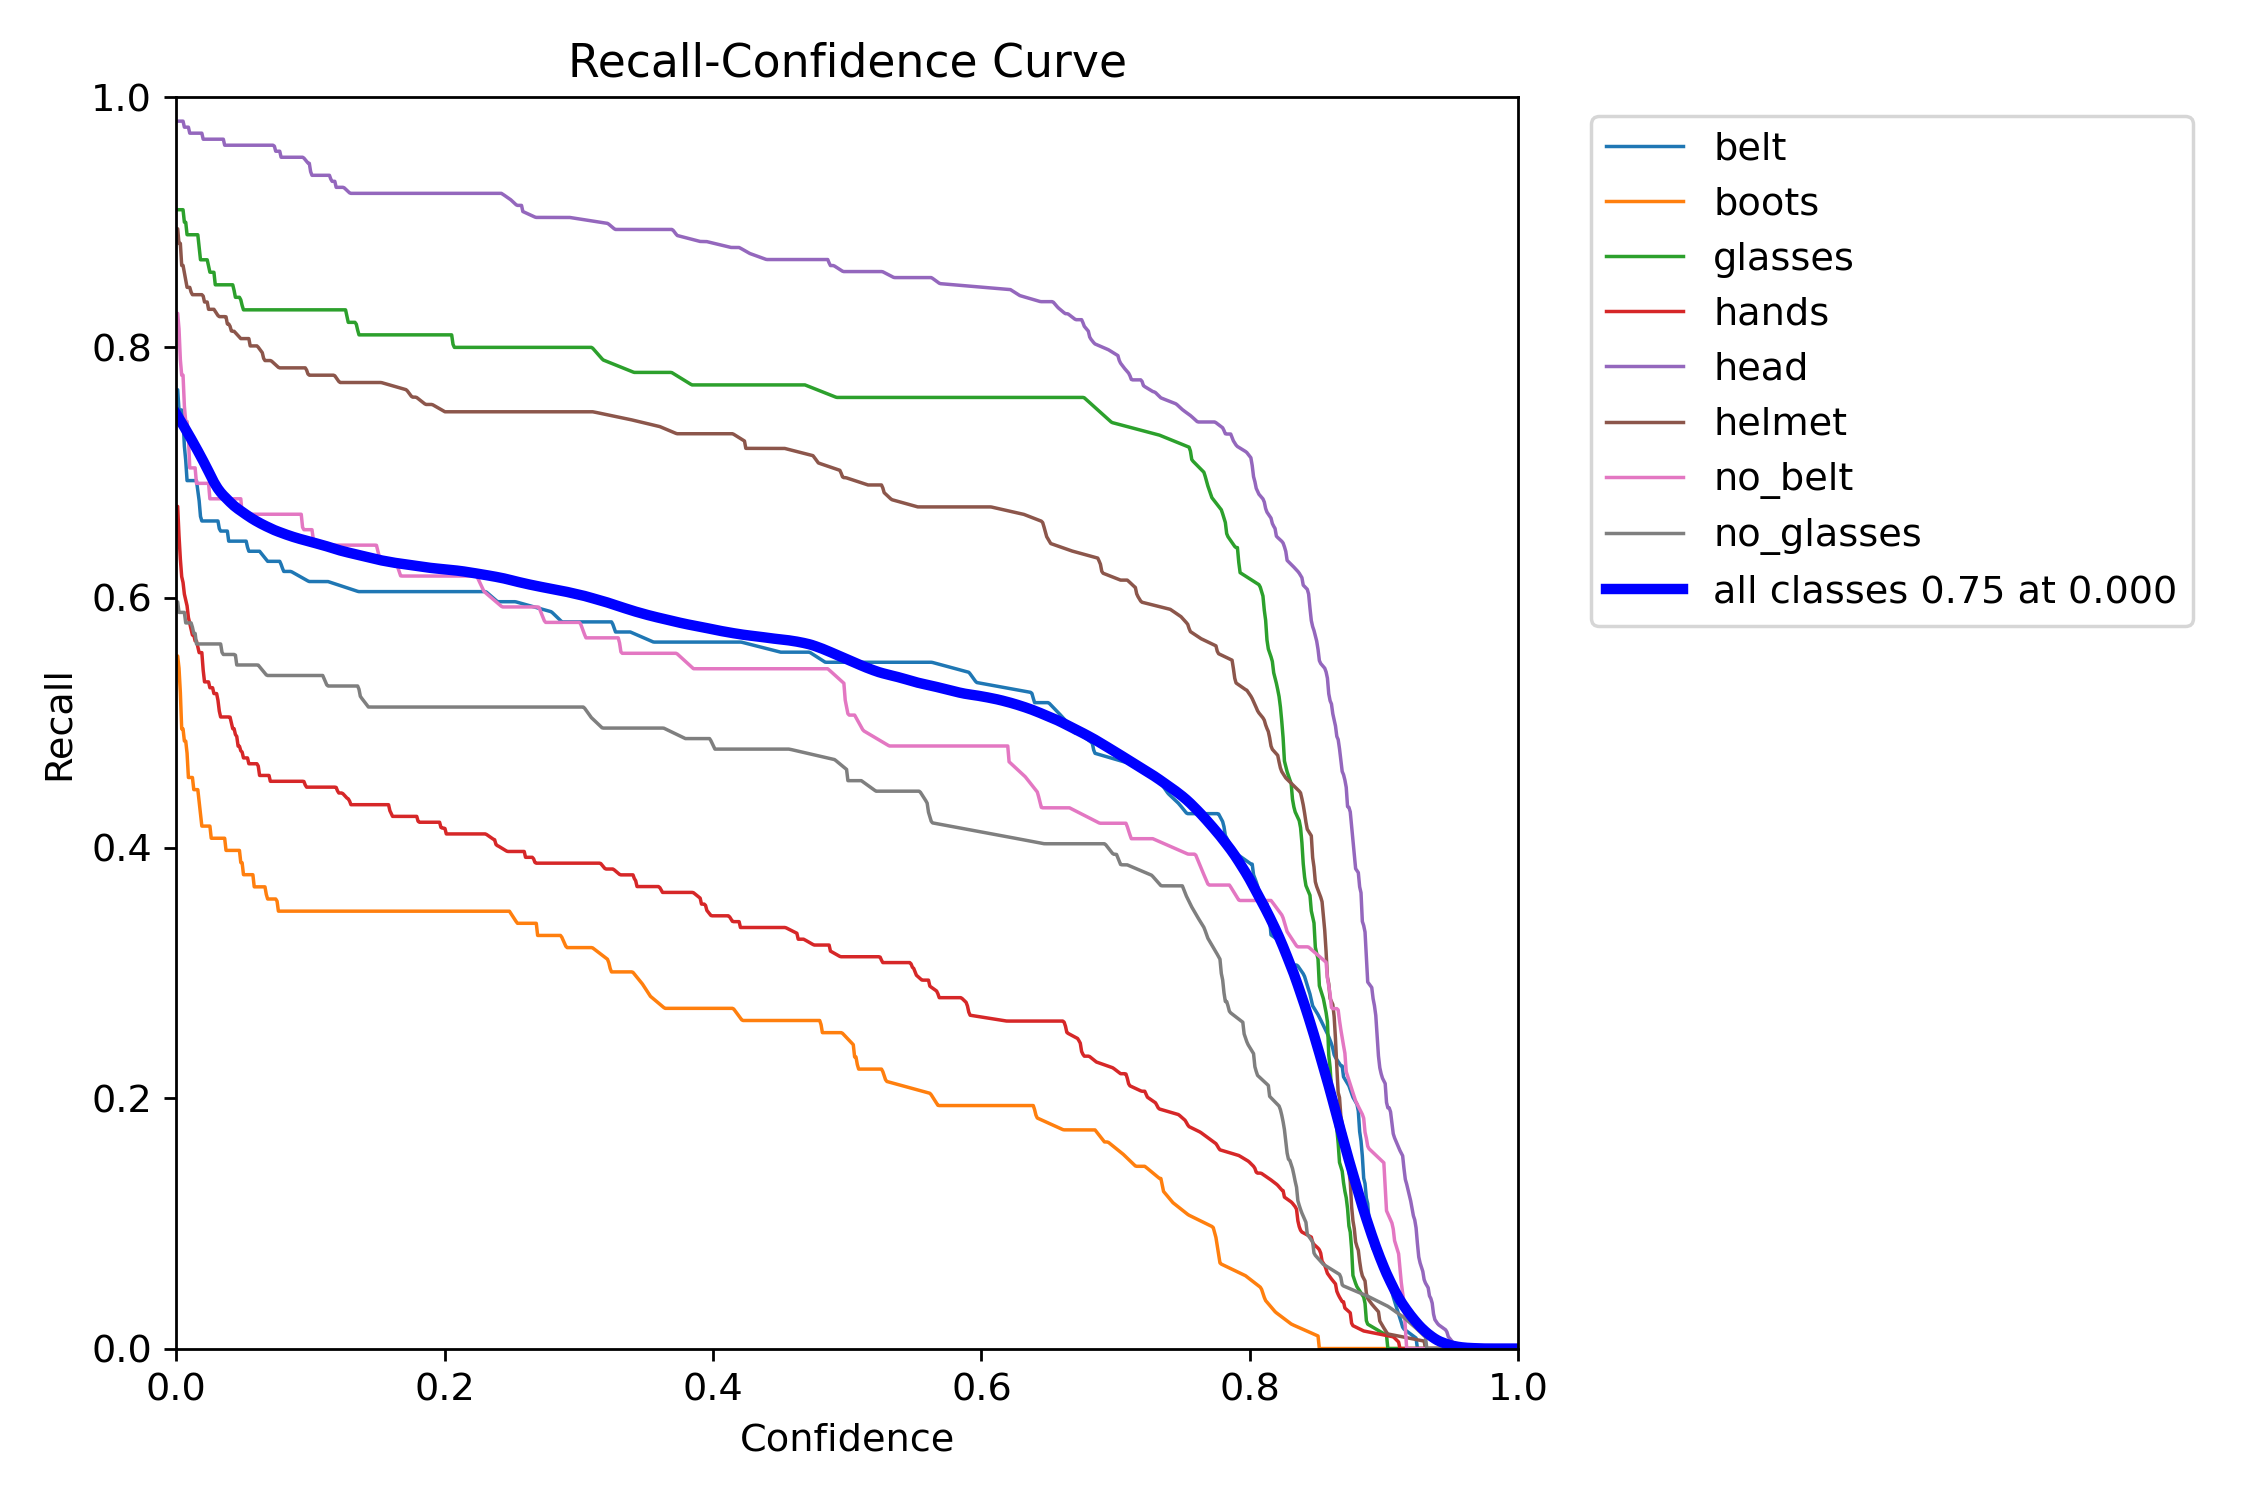 Recall-Confidence Curve
1.0
0.8
0.6
0.4
0.2
0.0
Recall
0.0 0.2 0.4 0.6 0.8 1.0
Confidence
belt
boots
glasses
hands
head
helmet
no_belt
no_glasses
all classes 0.75 at 0.000